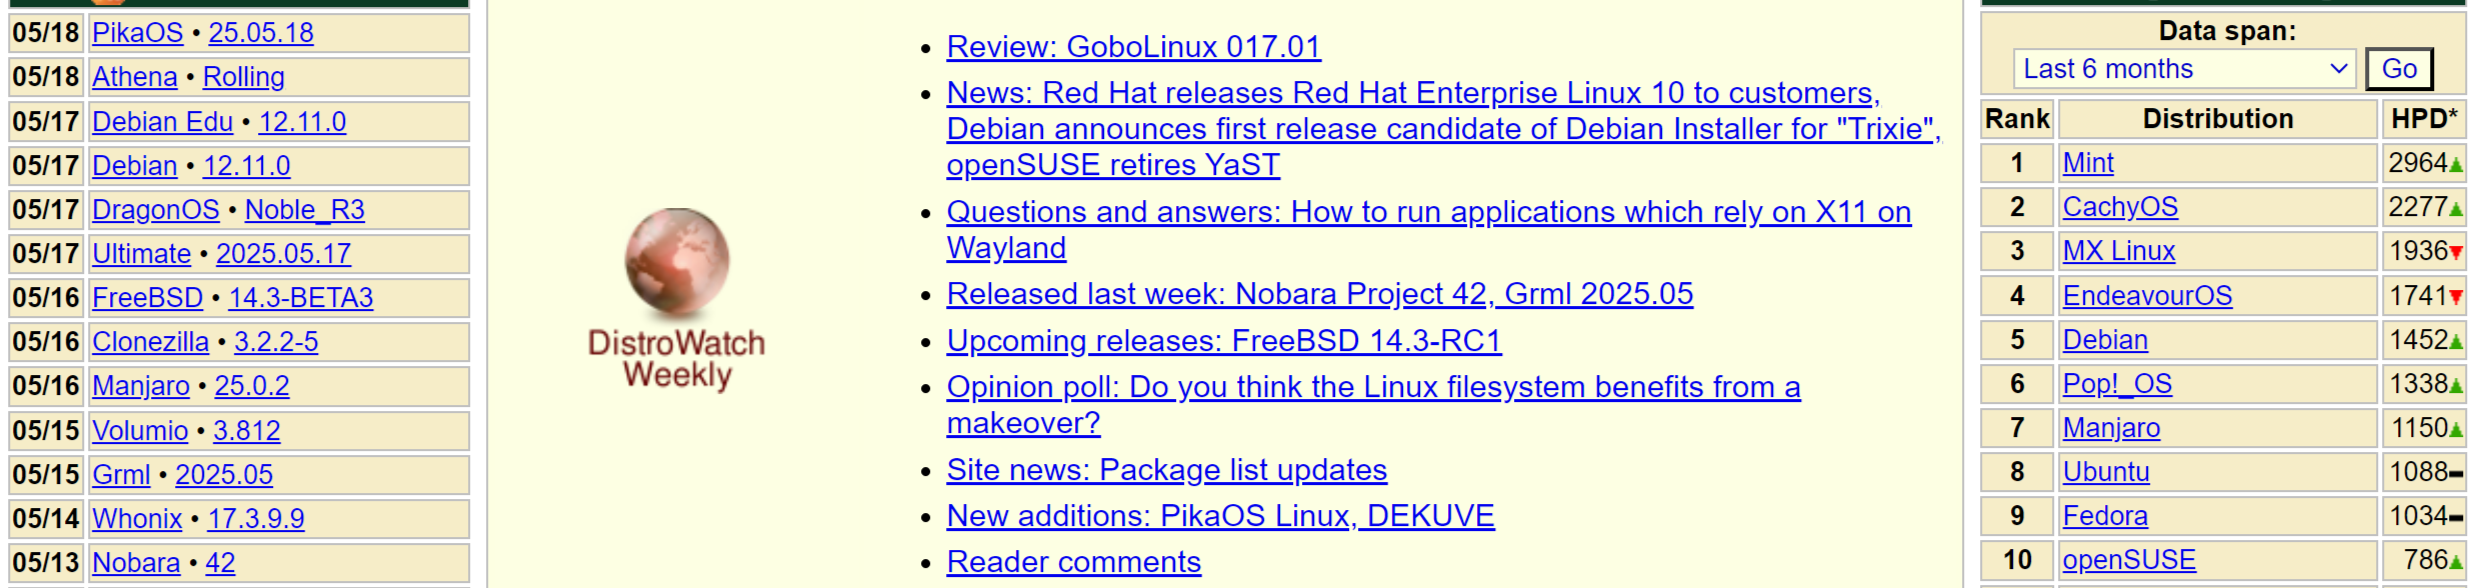 05/18 PikaOS • 25.05.18
05/18 Athena • Rolling
05/17 Debian Edu • 12.11.0
05/17 Debian • 12.11.0
05/17 DragonOS • Noble_R3
05/17 Ultimate • 2025.05.17
05/16 FreeBSD • 14.3-BETA3
05/16 Clonezilla • 3.2.2-5
05/16 Manjaro • 25.0.2
05/15 Volumio • 3.812
05/15 Grml • 2025.05
05/14 Whonix • 17.3.9.9
05/13 Nobara • 42
DistroWatch
Weekly
• Review: GoboLinux 017.01
• News: Red Hat releases Red Hat Enterprise Linux 10 to customers,
Debian announces first release candidate of Debian Installer for "Trixie",
openSUSE retires YaST
• Questions and answers: How to run applications which rely on X11 on
Wayland
• Released last week: Nobara Project 42, Grml 2025.05
• Upcoming releases: FreeBSD 14.3-RC1
• Opinion poll: Do you think the Linux filesystem benefits from a
makeover?
• Site news: Package list updates
• New additions: PikaOS Linux, DEKUVE
• Reader comments
Data span:
Last 6 months Go
Rank Distribution HPD*
1 Mint 2964
2 CachyOS 2277
3 MX Linux 1936
4 EndeavourOS 1741
5 Debian 1452
6 Pop!_OS 1338
7 Manjaro 1150
8 Ubuntu 1088
9 Fedora 1034
10 openSUSE 786